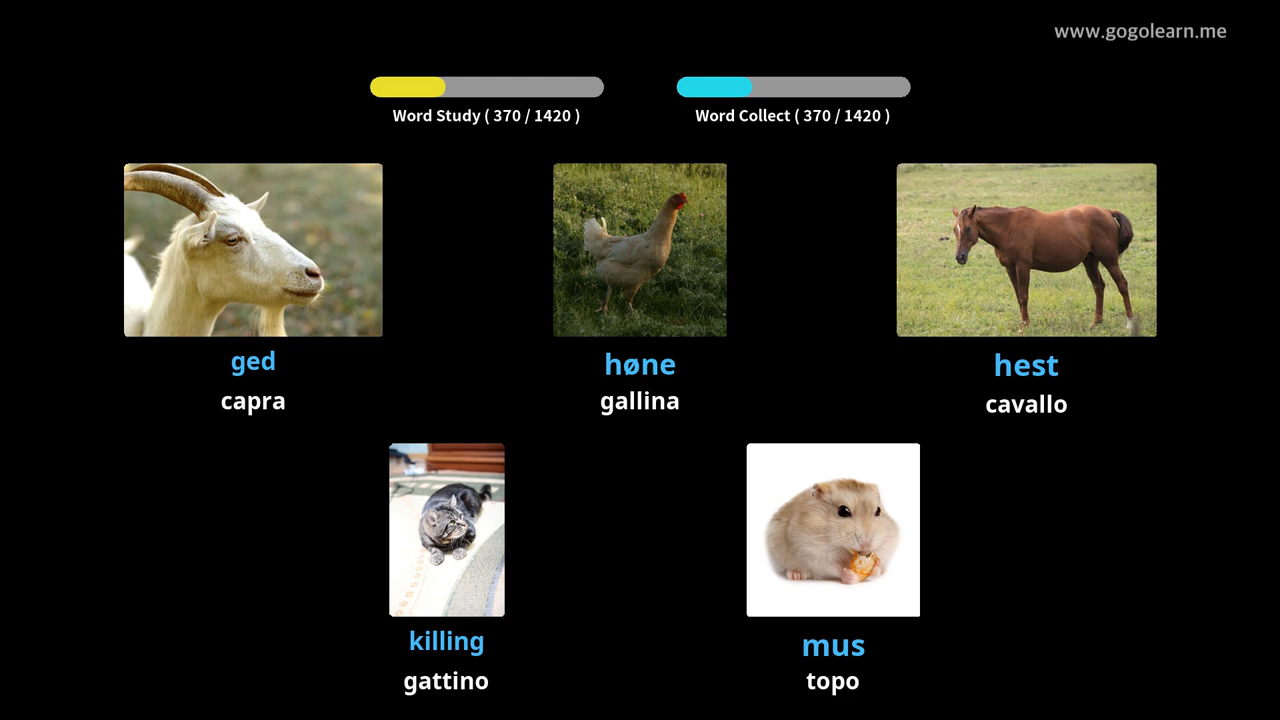 www.gogolearn.me
Word Study ( 370 / 1420 )
Word Collect ( 370 / 1420 )
ged
høne
hest
capra
gallina
cavallo
killing
mus
gattino
topo